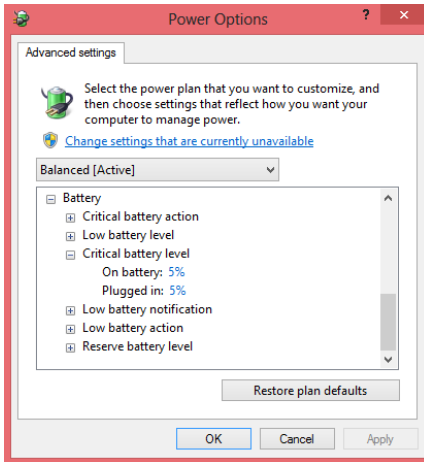 Power Options
Advanced settings
Select the power plan that you want to customize, and
then choose settings that reflect how you want your
computer to manage power.
Change settings that are currently unavailable
Balanced [Active]
Battery
Critical battery action
Low battery level
Critical battery level
On battery: 5%
Plugged in: 5%
Low battery notification
Low battery action
Reserve battery level
Restore plan defaults
OK Cancel Apply